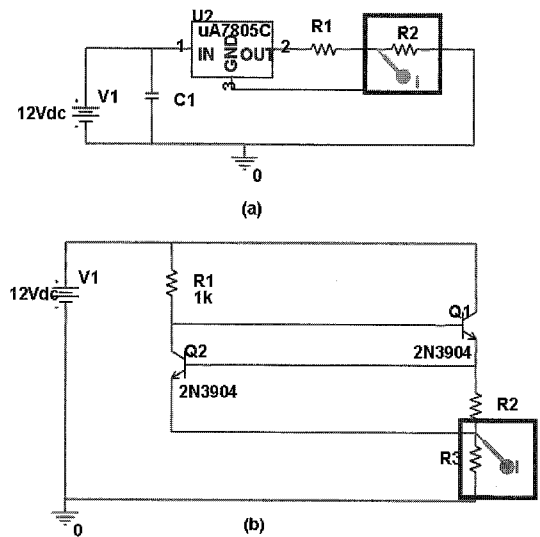 U2
uA7805C
1 IN GND OUT 2
3
R1
R2
I
V1
12Vdc
C1
0
(a)
V1
12Vdc
R1
1k
Q1
2N3904
Q2
2N3904
R2
R3
I
0
(b)